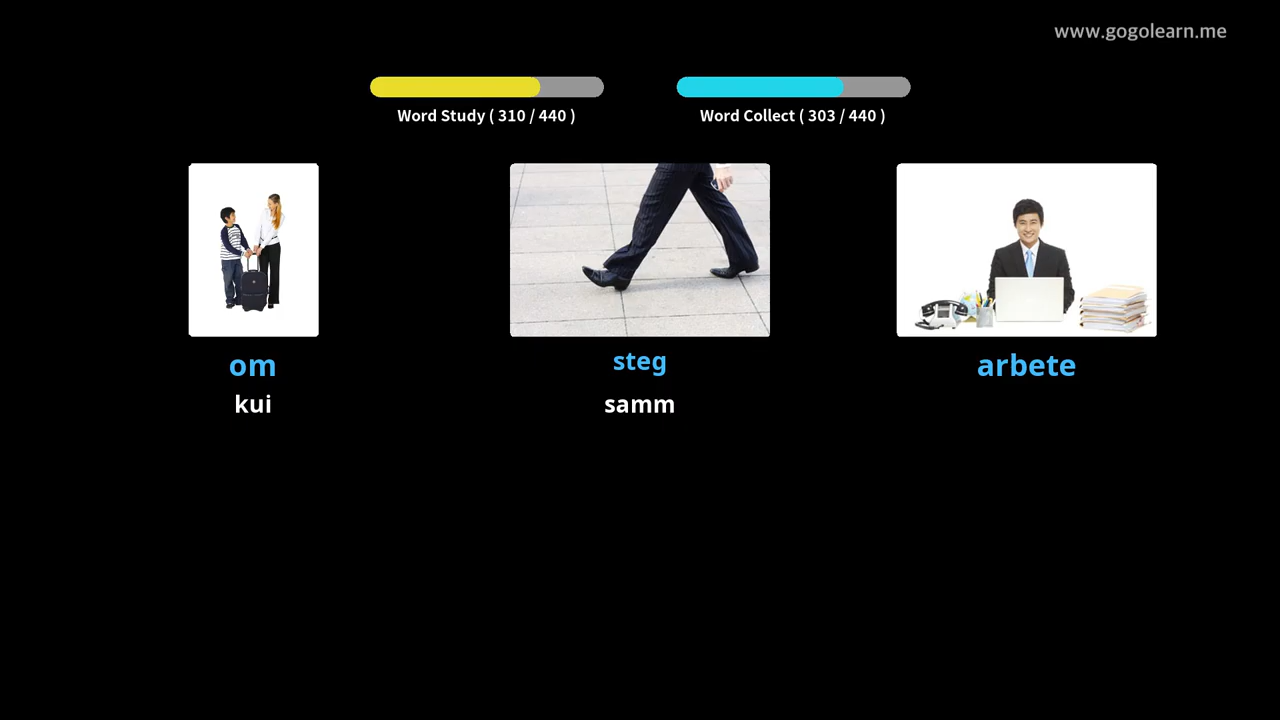 www.gogolearn.me
Word Study ( 310 / 440 )
Word Collect ( 303 / 440 )
om
kui
steg
samm
arbete